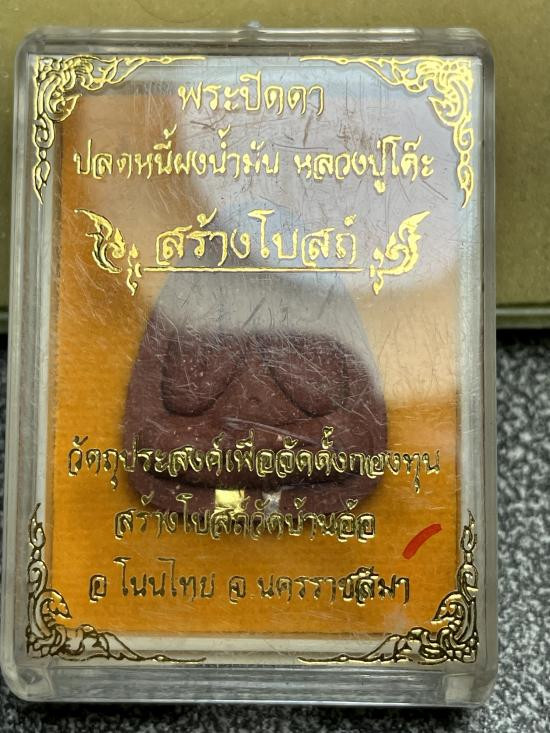 พระปิดตา
ปลดหนี้ผงน้ำมัน หลวงปู่โต๊ะ
สร้างโบสถ์
วัตถุประสงค์เพื่อจัดตั้งกองทุน
สร้างโบสถ์วัดบ้านอ้อ
อ โนนไทย จ นครราชสีมา